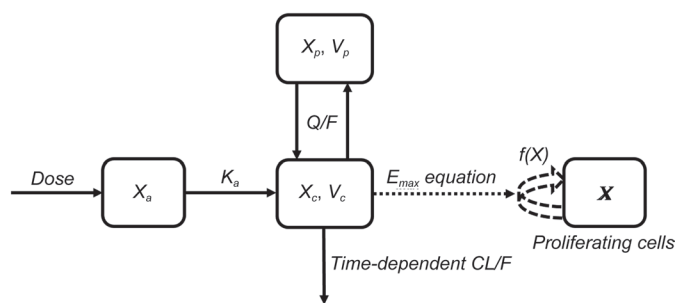 Xp, Vp
Q/F
f(X)
Dose
Xa
Ka
Xc, Vc
Emax equation
X
Proliferating cells
Time-dependent CL/F